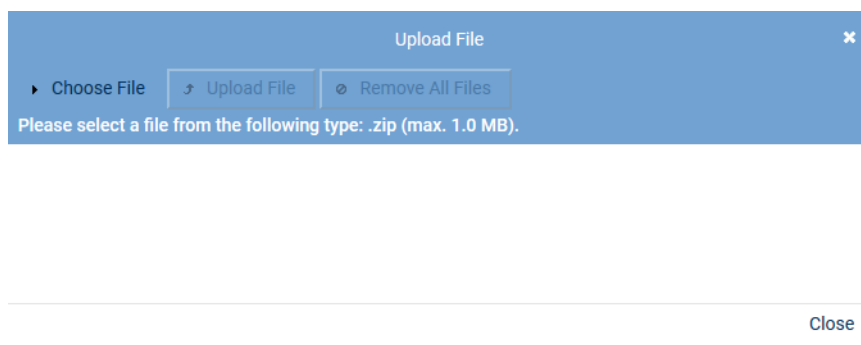 Upload File
Choose File Upload File Remove All Files
Please select a file from the following type: .zip (max. 1.0 MB).
Close